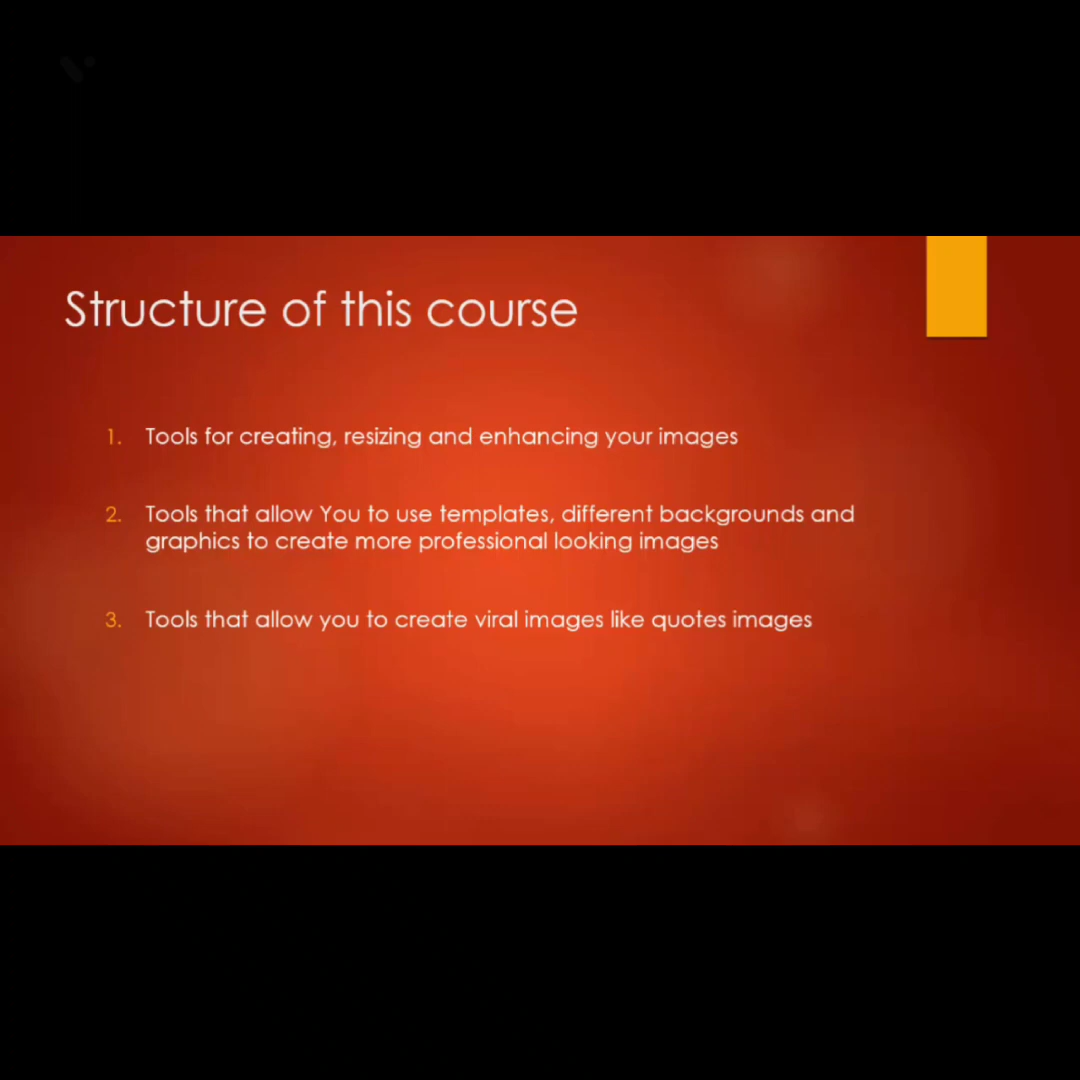 Structure of this course
1. Tools for creating, resizing and enhancing your images
2. Tools that allow You to use templates, different backgrounds and
graphics to create more professional looking images
3. Tools that allow you to create viral images like quotes images